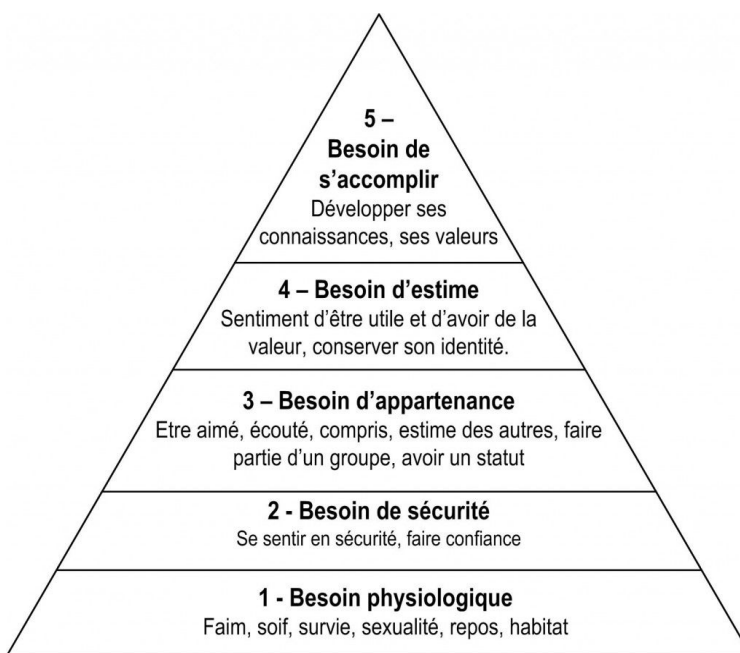 5 –
Besoin de
s’accomplir
Développer ses
connaissances, ses valeurs
4 – Besoin d’estime
Sentiment d’être utile et d’avoir de la
valeur, conserver son identité.
3 – Besoin d’appartenance
Etre aimé, écouté, compris, estime des autres, faire
partie d’un groupe, avoir un statut
2 - Besoin de sécurité
Se sentir en sécurité, faire confiance
1 - Besoin physiologique
Faim, soif, survie, sexualité, repos, habitat